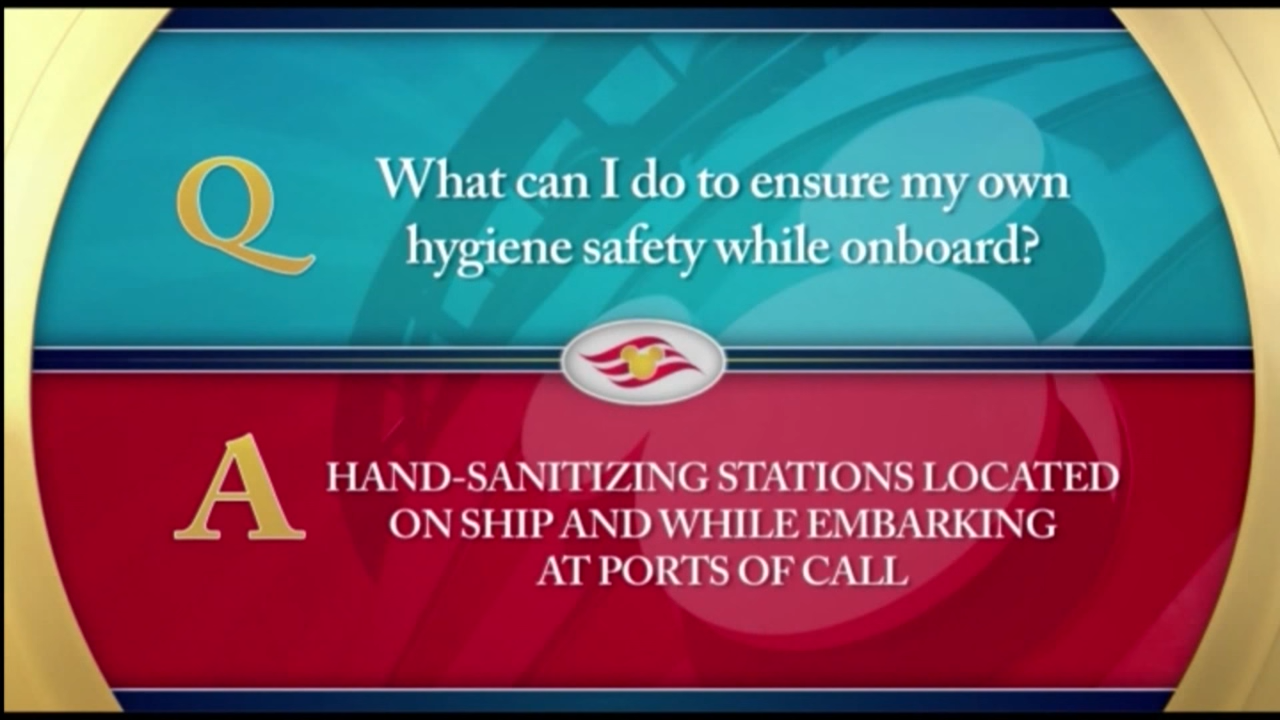 Q
What can I do to ensure my own
hygiene safety while onboard?
A
HAND-SANITIZING STATIONS LOCATED
ON SHIP AND WHILE EMBARKING
AT PORTS OF CALL